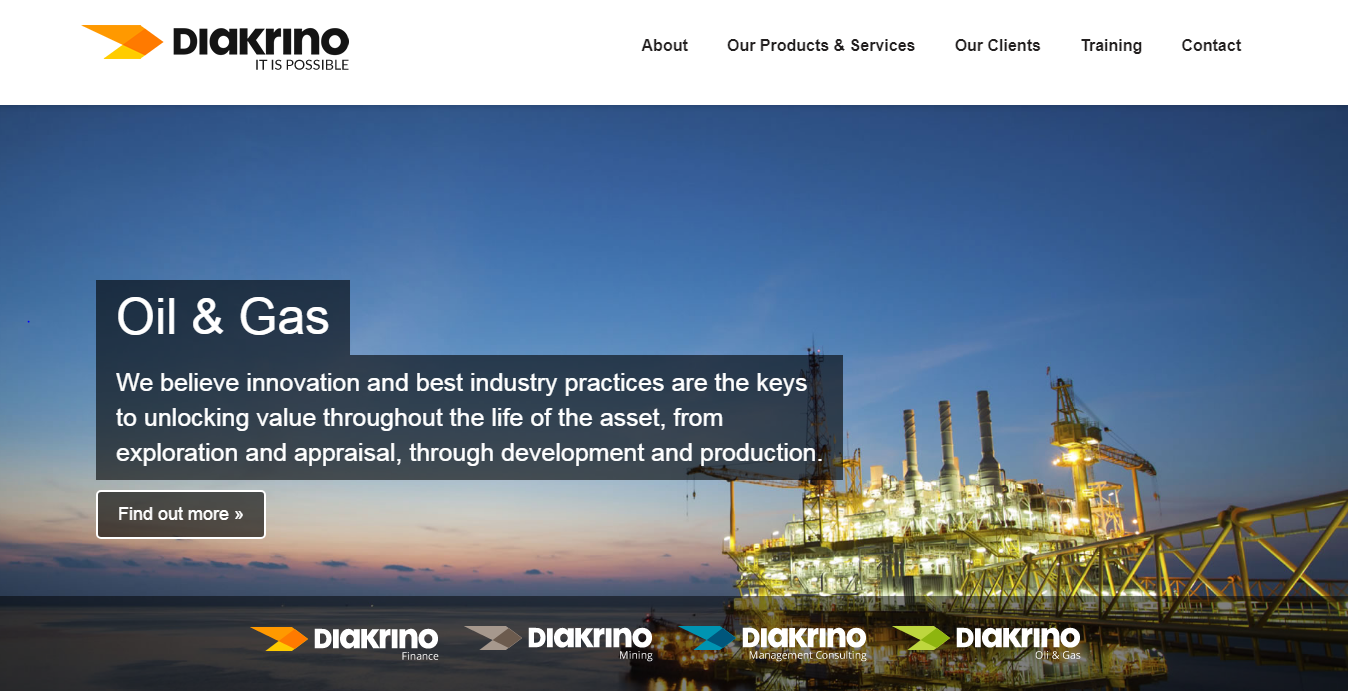 DIAKRINO
IT IS POSSIBLE
About Our Products & Services Our Clients Training Contact
Oil & Gas
We believe innovation and best industry practices are the keys
to unlocking value throughout the life of the asset, from
exploration and appraisal, through development and production.
Find out more »
DIAKRINO DIAKRINO DIAKRINO DIAKRINO
Finance Mining Management Consulting Oil & Gas